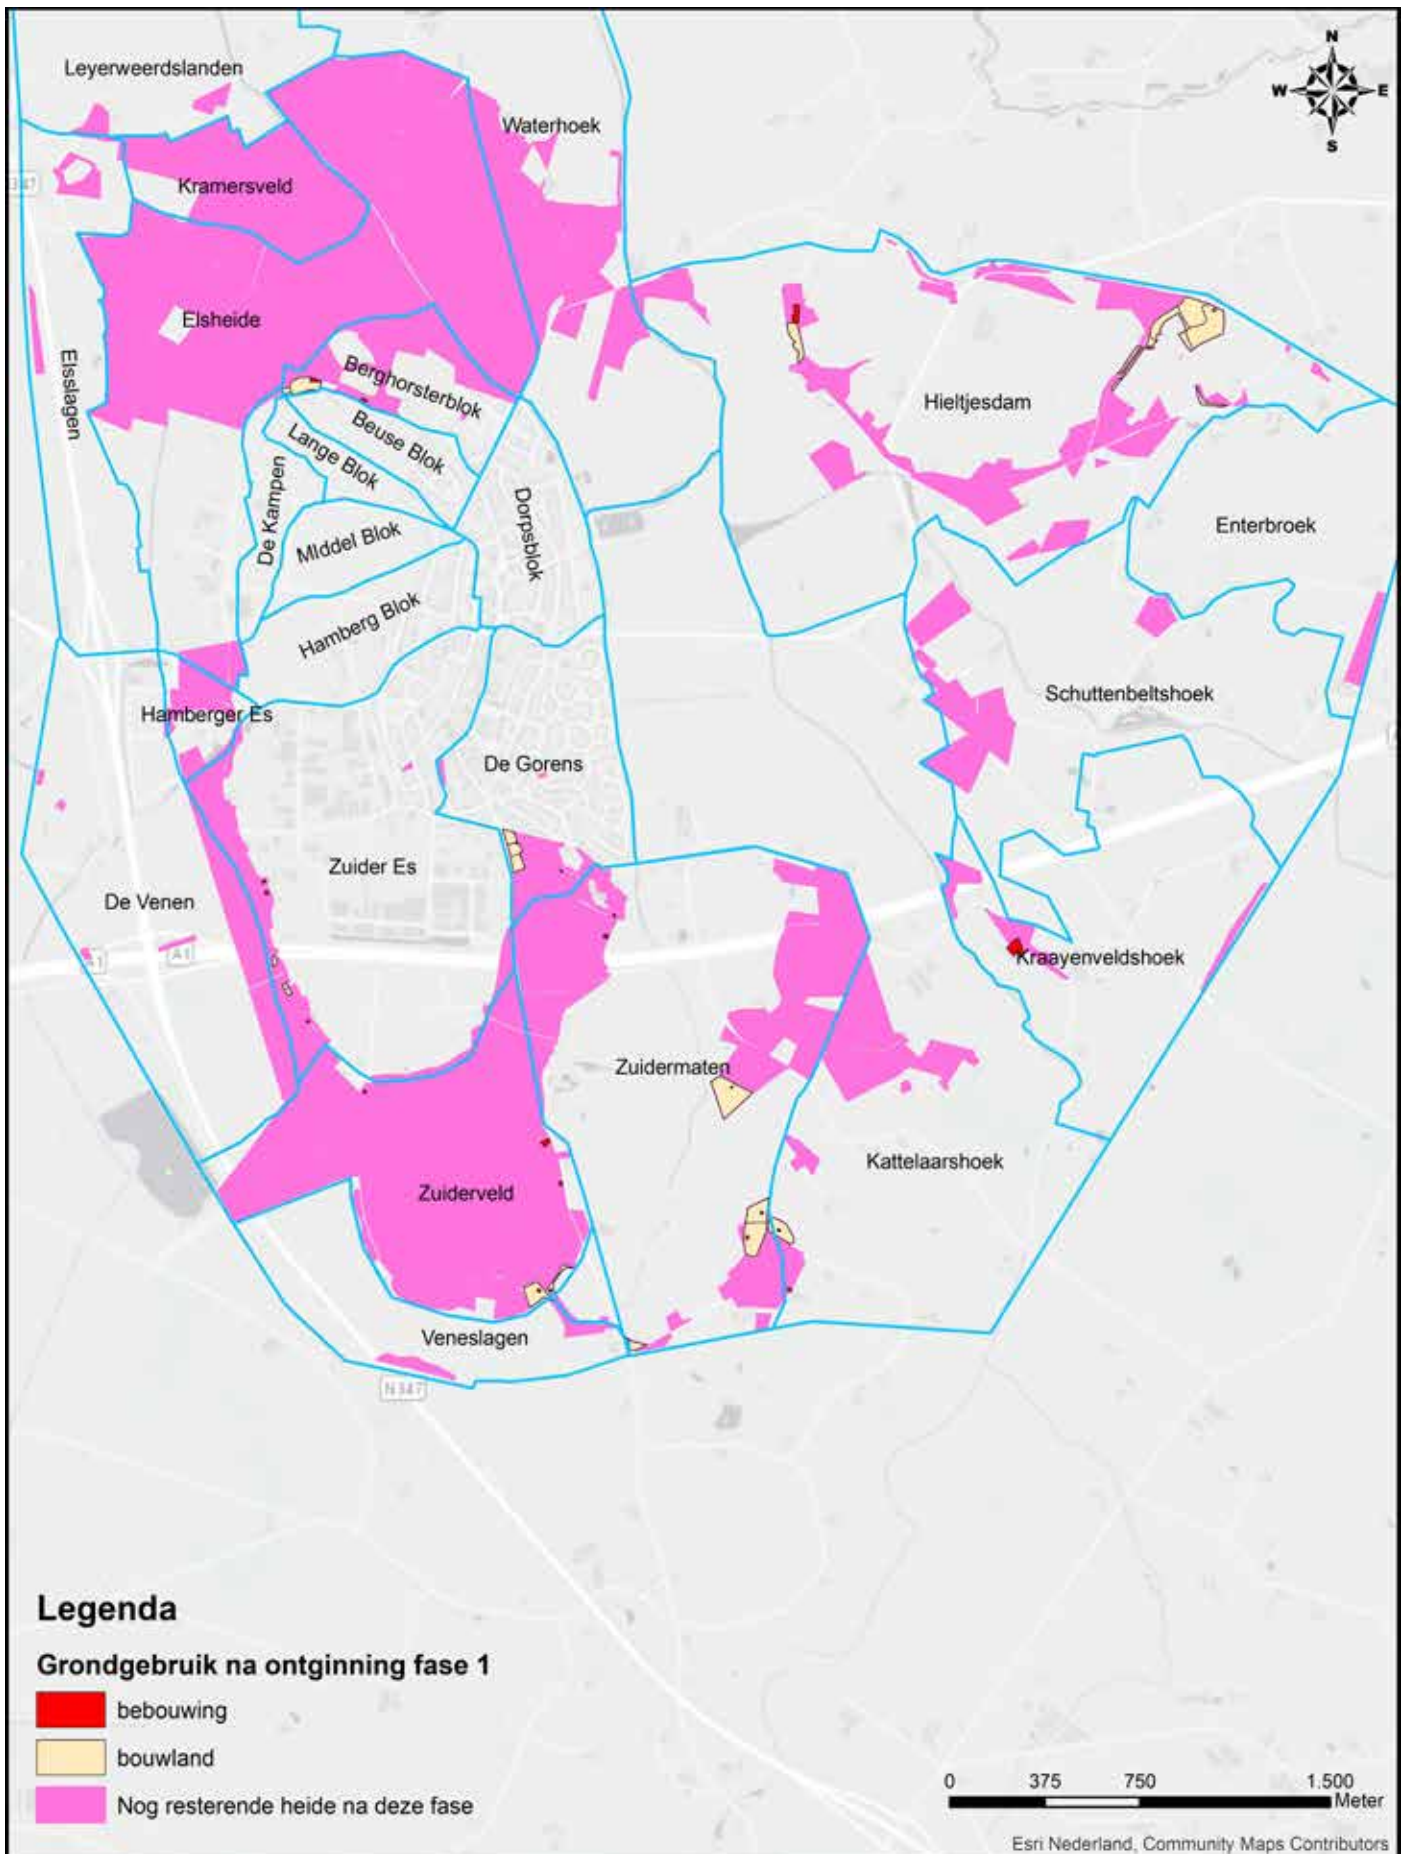 N
W E
S
Leyerweerdslanden
Waterhoek
Kramersveld
Elsheide
Elsslagen
Berghorsterblok
Beuse Blok
Lange Blok
De Kampen
MIddel Blok
Hamberg Blok
Dorpsblok
Hieltjesdam
Enterbroek
Schuttenbeltshoek
Hamberger Es
De Gorens
Zuider Es
De Venen
A1
Kraayenveldshoek
Zuidermaten
Kattelaarshoek
Zuiderveld
Veneslagen
N347
Legenda
Grondgebruik na ontginning fase 1
bebouwing
bouwland
Nog resterende heide na deze fase
0 375 750 1.500
Meter
Esri Nederland, Community Maps Contributors